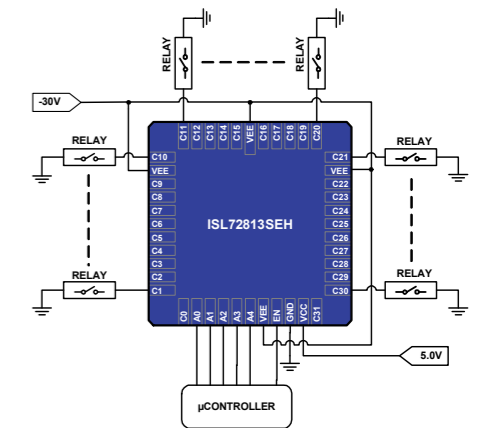 RELAY
RELAY
-30V
C11
C12
C13
C14
C15
VEE
C16
C17
C18
C19
C20
RELAY
C10
VEE
C9
C8
C7
C6
C5
C4
C3
C2
C1
RELAY
ISL72813SEH
RELAY
C21
VEE
C22
C23
C24
C25
C26
C27
C28
C29
C30
RELAY
C0
A0
A1
A2
A3
A4
VEE
EN
GND
VCC
C31
5.0V
µCONTROLLER